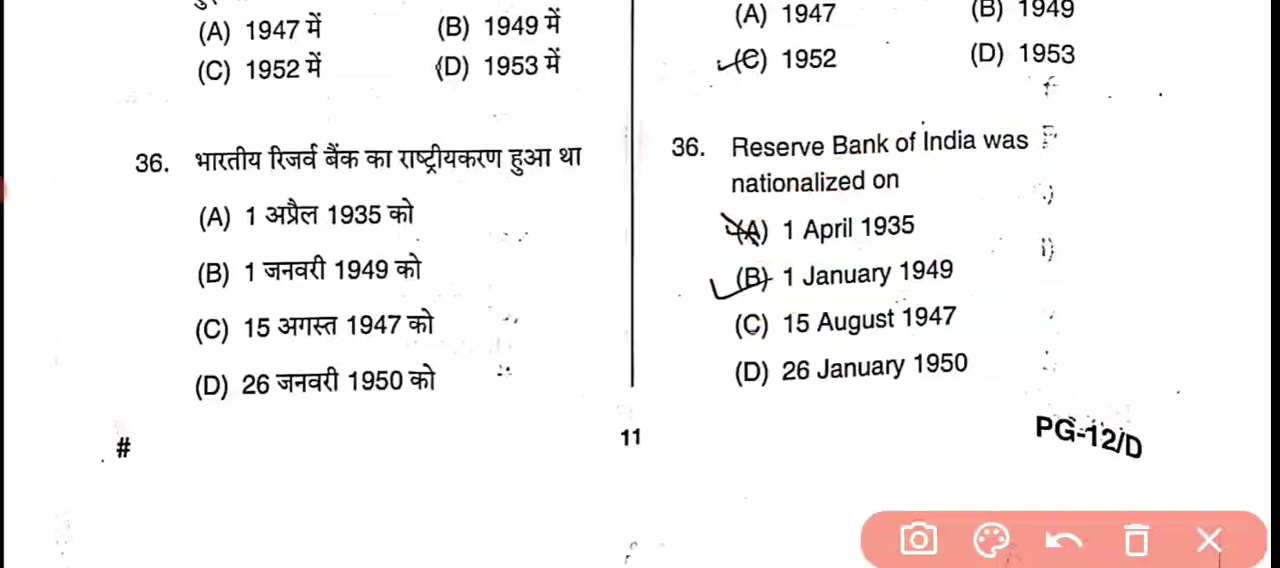 (A) 1947 में
(B) 1949 में
(C) 1952 में
(D) 1953 में
36. भारतीय रिजर्व बैंक का राष्ट्रीयकरण हुआ था
(A) 1 अप्रैल 1935 को
(B) 1 जनवरी 1949 को
(C) 15 अगस्त 1947 को
(D) 26 जनवरी 1950 को
(A) 1947
(B) 1949
(C) 1952
(D) 1953
36. Reserve Bank of India was
nationalized on
(A) 1 April 1935
(B) 1 January 1949
(C) 15 August 1947
(D) 26 January 1950
#
11
PG-12/D